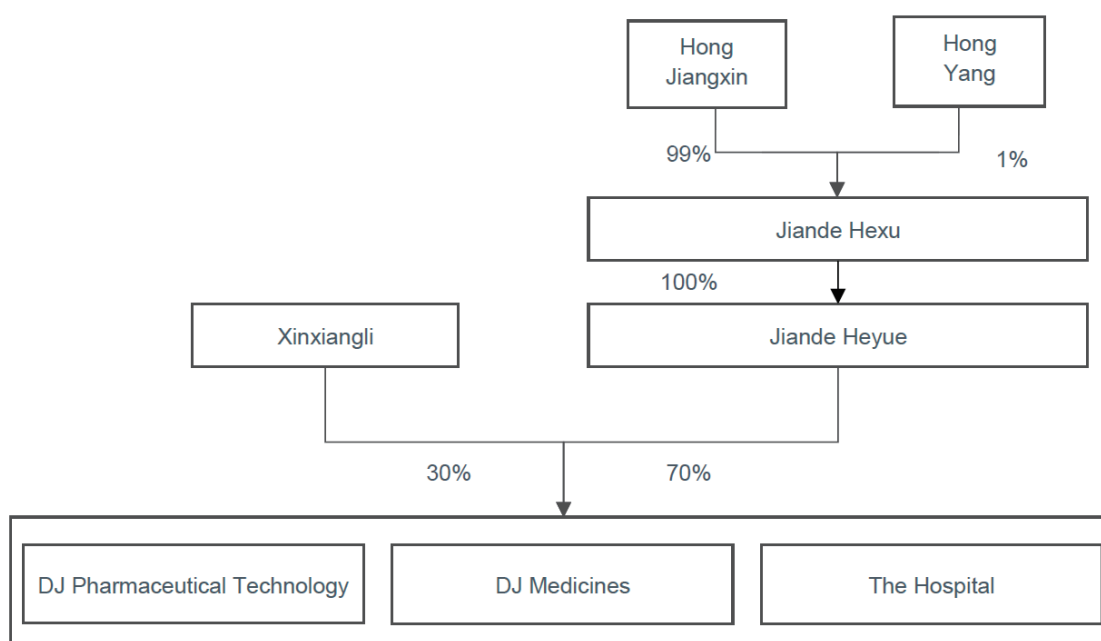 Hong
Jiangxin
Hong
Yang
99%
1%
Jiande Hexu
100%
Xinxiangli
Jiande Heyue
30%
70%
DJ Pharmaceutical Technology
DJ Medicines
The Hospital